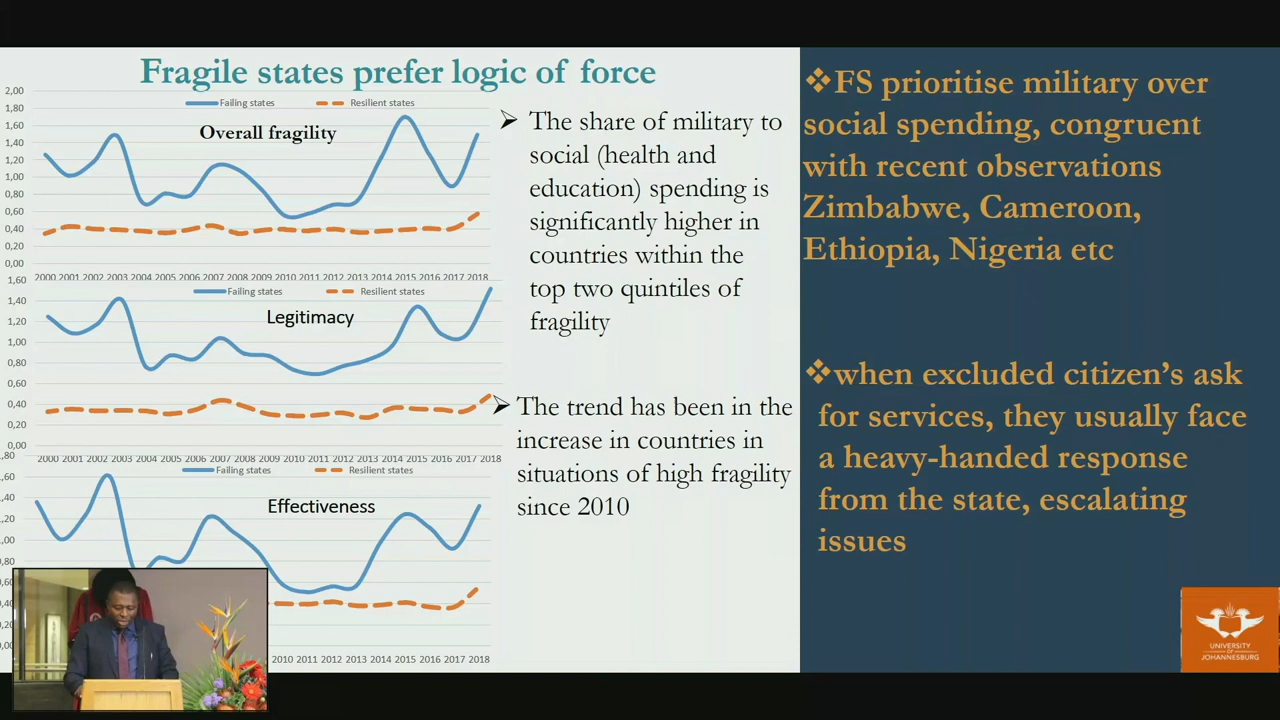 Fragile states prefer logic of force
2,00
Failing states
Resilient states
1,80
Overall fragility
1,60
1,40
1,20
1,00
0,80
0,60
0,40
0,20
0,00
2000 2001 2002 2003 2004 2005 2006 2007 2008 2009 2010 2011 2012 2013 2014 2015 2016 2017 2018
1,60
Failing states
Resilient states
1,40
Legitimacy
1,20
1,00
0,80
0,60
0,40
0,20
0,00
2000 2001 2002 2003 2004 2005 2006 2007 2008 2009 2010 2011 2012 2013 2014 2015 2016 2017 2018
,80
Failing states
Resilient states
,60
Effectiveness
,20
,00
0,80
2010 2011 2012 2013 2014 2015 2016 2017 2018
➢ The share of military to
social (health and
education) spending is
significantly higher in
countries within the
top two quintiles of
fragility
➢ The trend has been in the
increase in countries in
situations of high fragility
since 2010
❖FS prioritise military over
social spending, congruent
with recent observations
Zimbabwe, Cameroon,
Ethiopia, Nigeria etc
❖when excluded citizen's ask
for services, they usually face
a heavy-handed response
from the state, escalating
issues
UNIVERSITY
OF
JOHANNESBURG